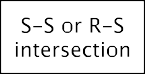 S-S or R-S
intersection